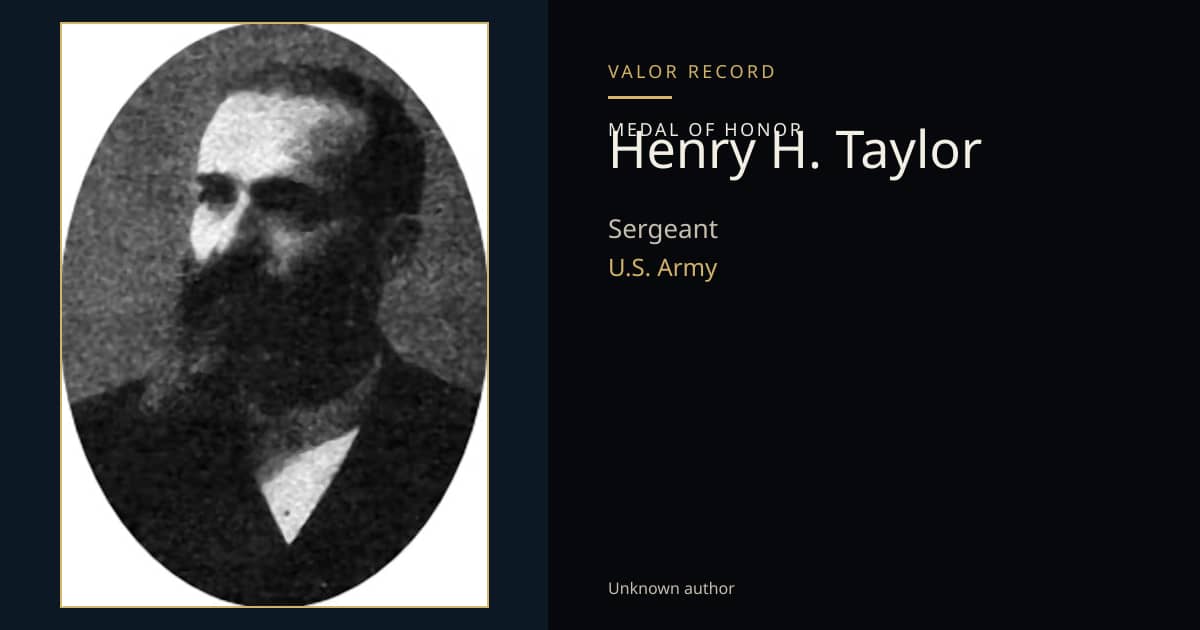 VALOR RECORD
MEDAL OF HONOR
Henry H. Taylor
Sergeant
U.S. Army
Unknown author